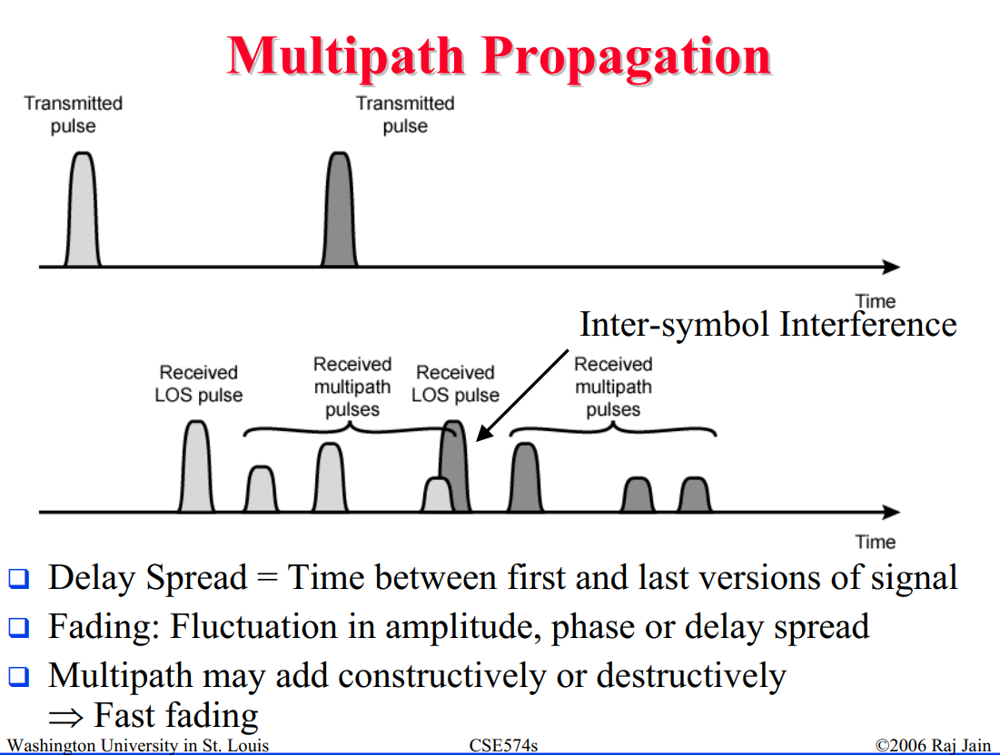 Multipath Propagation
Transmitted
pulse
Transmitted
pulse
Time
Inter-symbol Interference
Received
LOS pulse
Received
multipath
pulses
Received
LOS pulse
Received
multipath
pulses
Time
Delay Spread = Time between first and last versions of signal
Fading: Fluctuation in amplitude, phase or delay spread
Multipath may add constructively or destructively
⇒ Fast fading
Washington University in St. Louis
CSE574s
©2006 Raj Jain